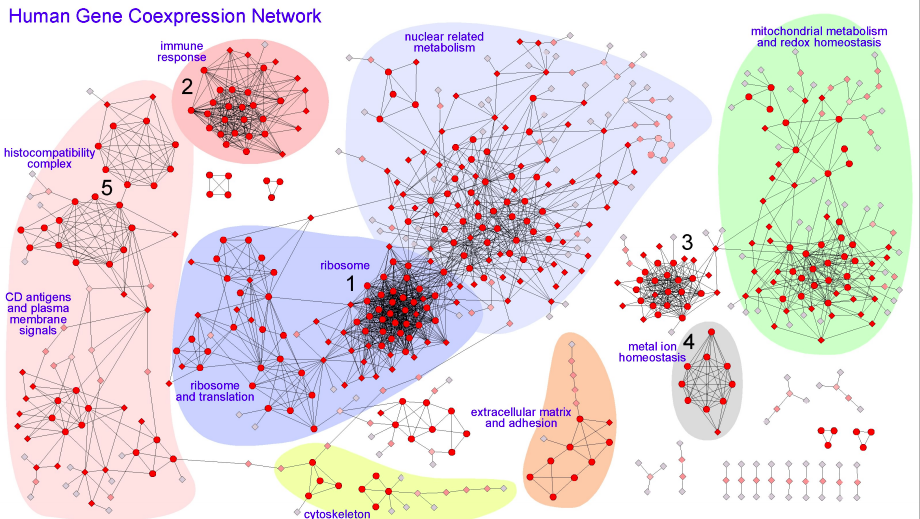 Human Gene Coexpression Network
immune
response
2
nuclear related
metabolism
mitochondrial metabolism
and redox homeostasis
histocompatibility
complex
5
3
ribosome
1
CD antigens
and plasma
membrane
signals
metal ion
homeostasis
4
ribosome
and translation
extracellular matrix
and adhesion
cytoskeleton